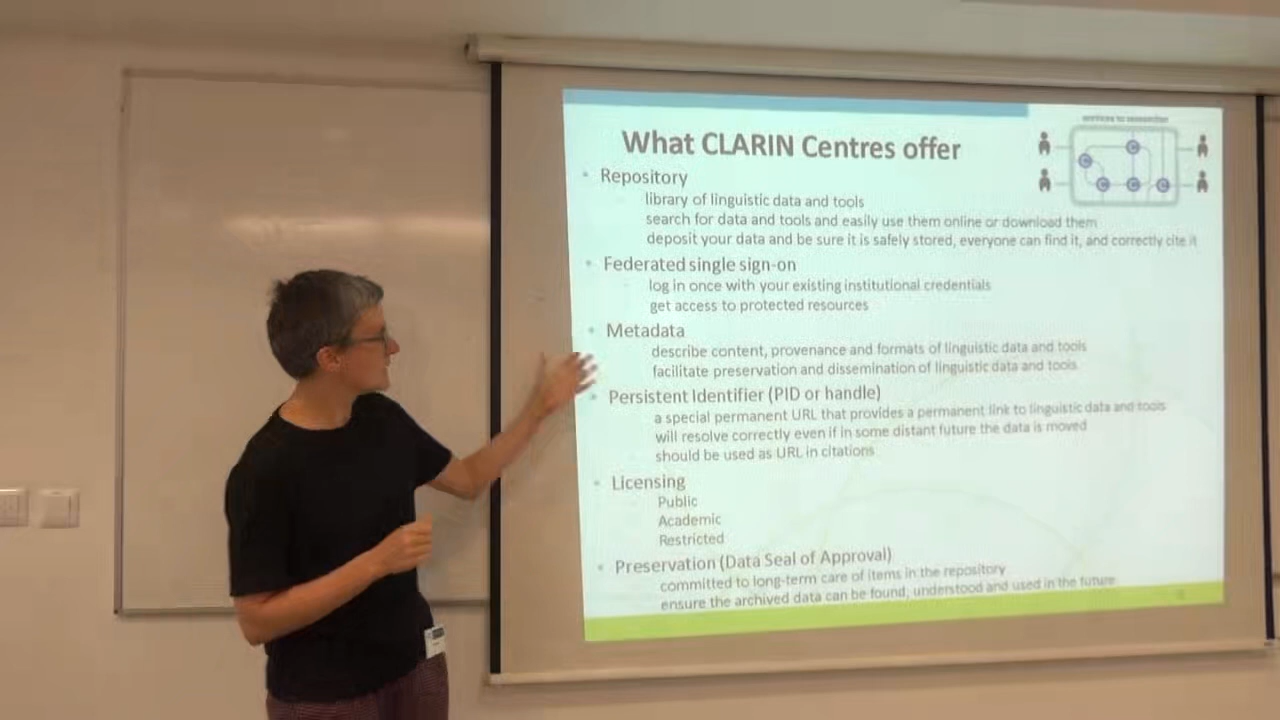 services to remember
What CLARIN Centres offer
Repository
library of linguistic data and tools
search for data and tools and easily use them online or download them
deposit your data and be sure it is safely stored, everyone can find it, and correctly cite it
Federated single sign-on
log in once with your existing institutional credentials
get access to protected resources
Metadata
describe content, provenance and formats of linguistic data and tools
facilitate preservation and dissemination of linguistic data and tools
Persistent Identifier (PID or handle)
a special permanent URL that provides a permanent link to linguistic data and tools
will resolve correctly even if in some distant future the data is moved
should be used as URL in citations
Licensing
Public
Academic
Restricted
Preservation (Data Seal of Approval)
committed to long-term care of items in the repository
ensure the archived data can be found, understood and used in the future